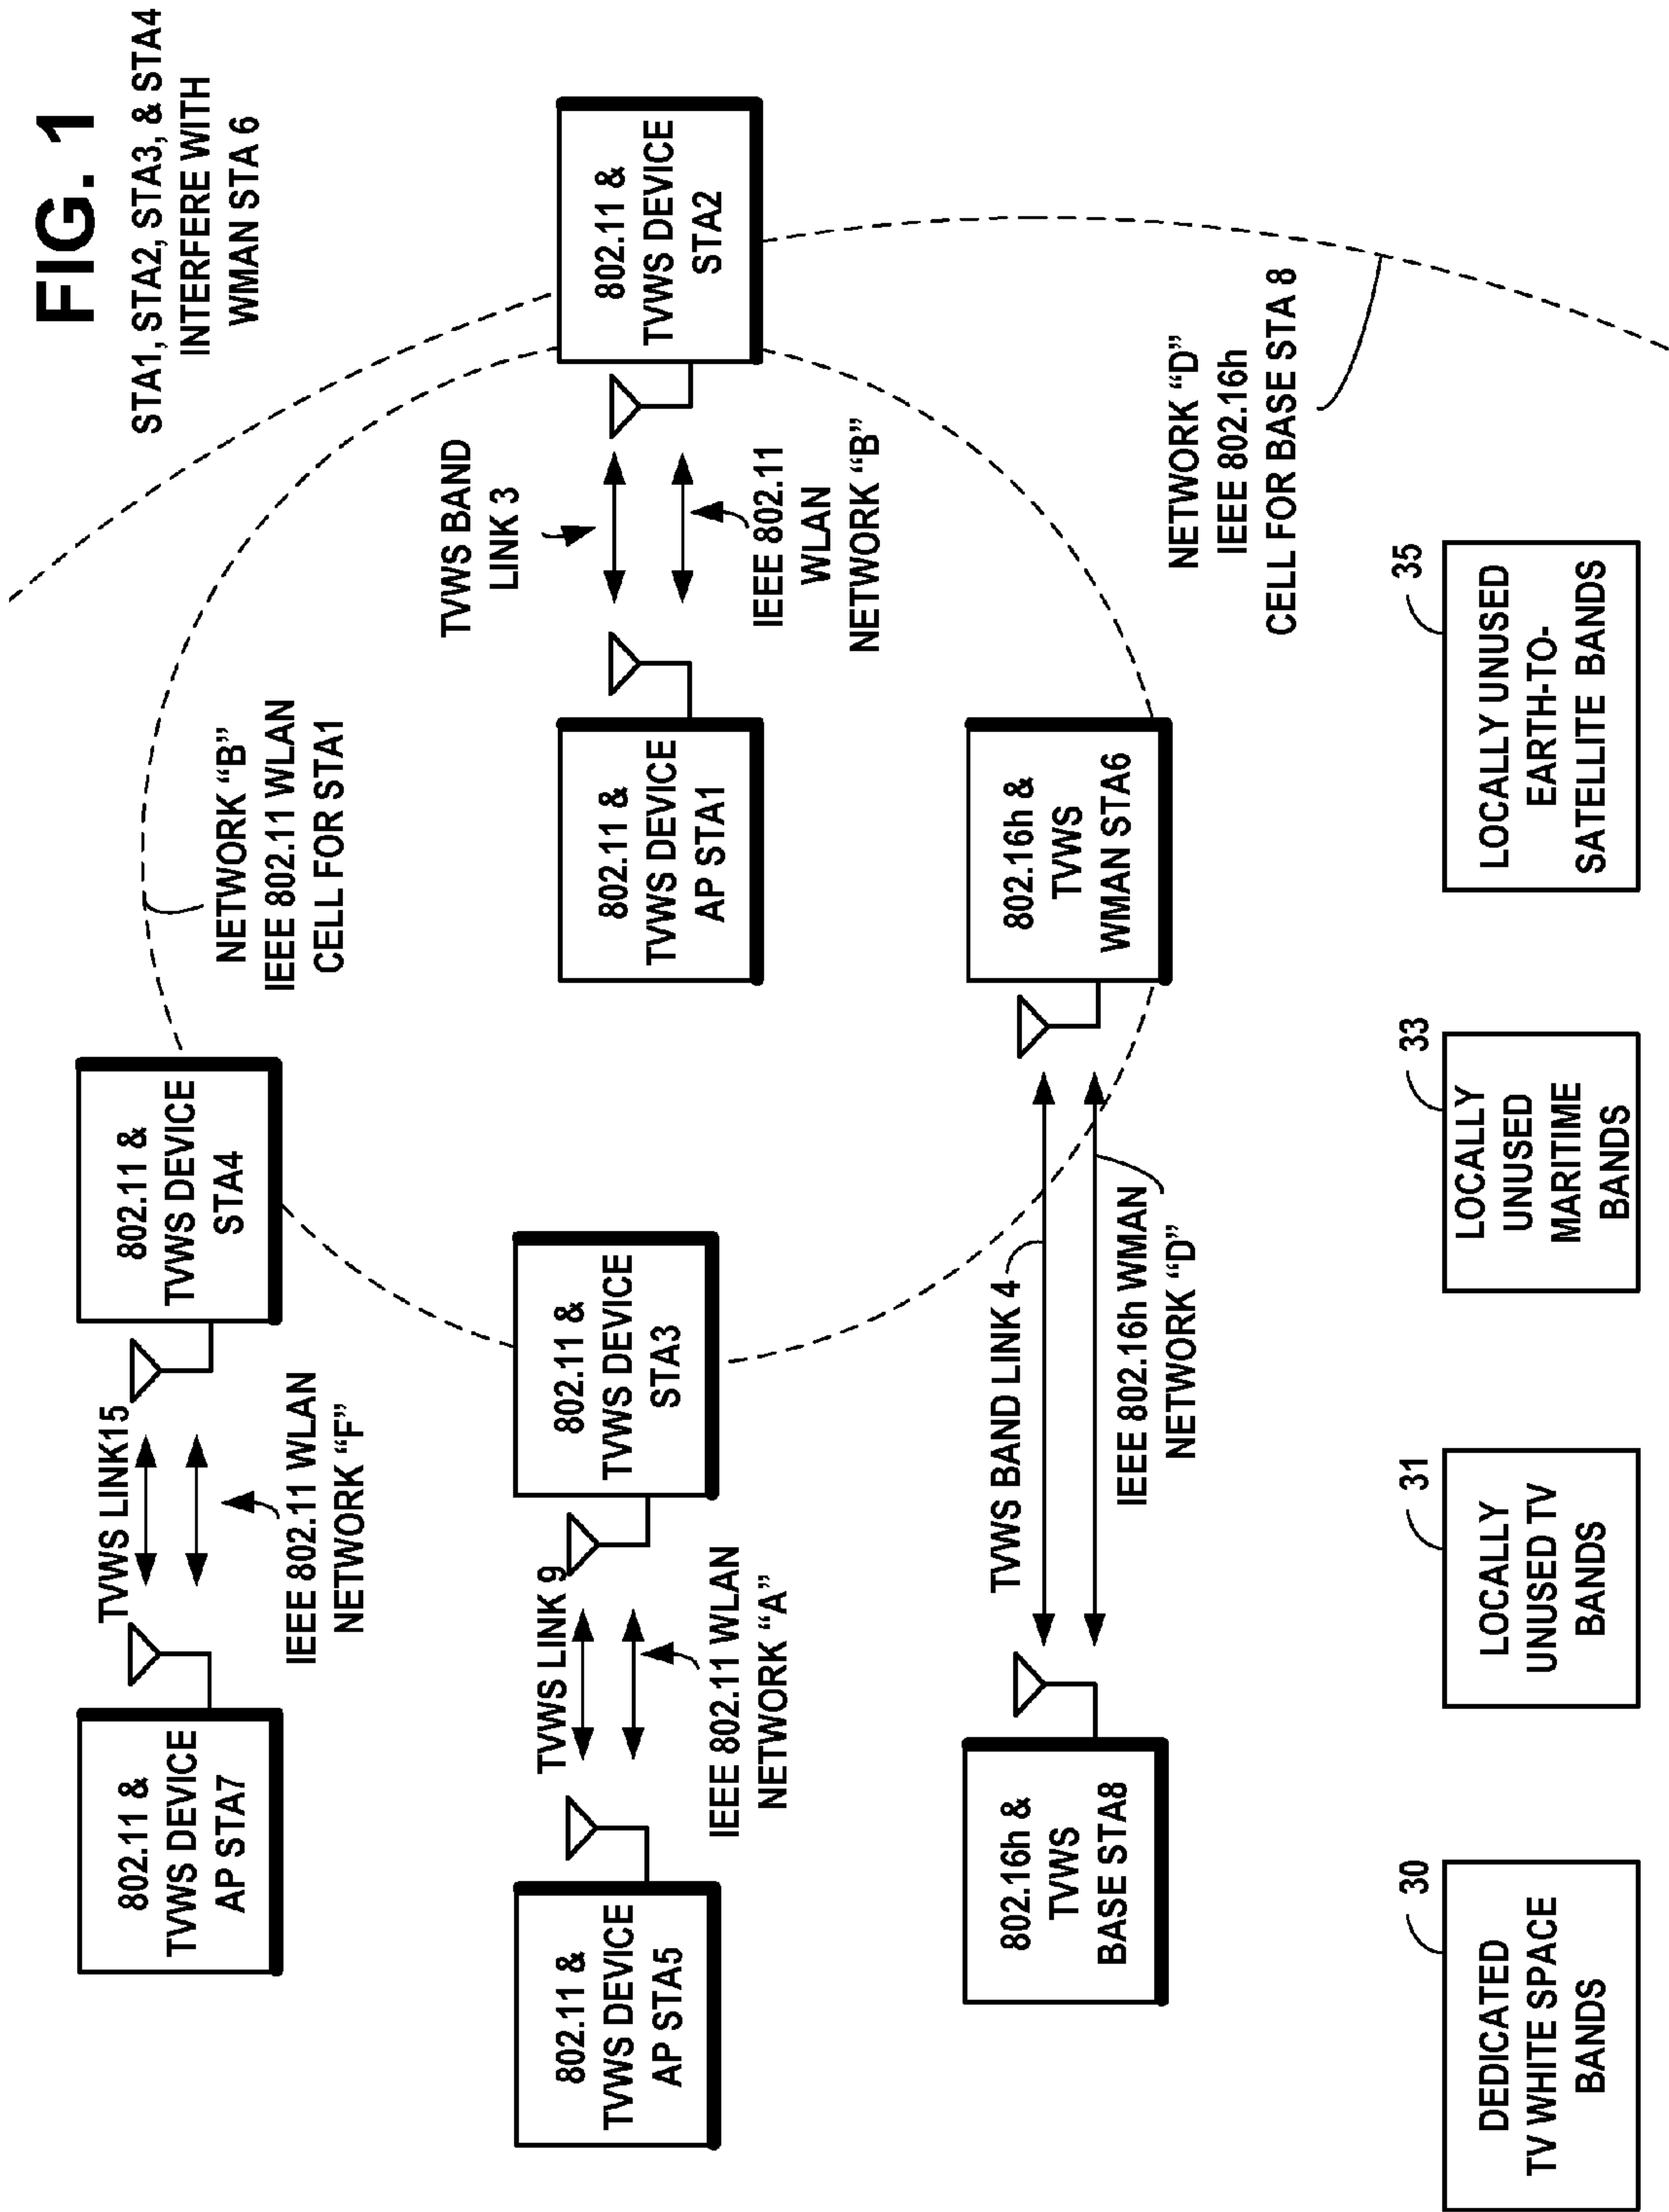 FIG. 1
STA1, STA2, STA3, & STA4
INTERFERE WITH
WMAN STA 6
802.11 &
TVWS DEVICE
AP STA7
TVWS LINK15
IEEE 802.11 WLAN
NETWORK “F”
802.11 &
TVWS DEVICE
STA4
NETWORK “B”
IEEE 802.11 WLAN
CELL FOR STA1
802.11 &
TVWS DEVICE
AP STA5
TVWS LINK 9
IEEE 802.11 WLAN
NETWORK “A”
802.11 &
TVWS DEVICE
STA3
802.11 &
TVWS DEVICE
AP STA1
TVWS BAND
LINK 3
IEEE 802.11
WLAN
NETWORK “B”
802.11 &
TVWS DEVICE
STA2
802.16h &
TVWS
BASE STA8
TVWS BAND LINK 4
IEEE 802.16h WMAN
NETWORK “D”
802.16h &
TVWS
WMAN STA6
NETWORK “D”
IEEE 802.16h
CELL FOR BASE STA 8
30
DEDICATED
TV WHITE SPACE
BANDS
31
LOCALLY
UNUSED TV
BANDS
33
LOCALLY
UNUSED
MARITIME
BANDS
35
LOCALLY UNUSED
EARTH-TO-
SATELLITE BANDS